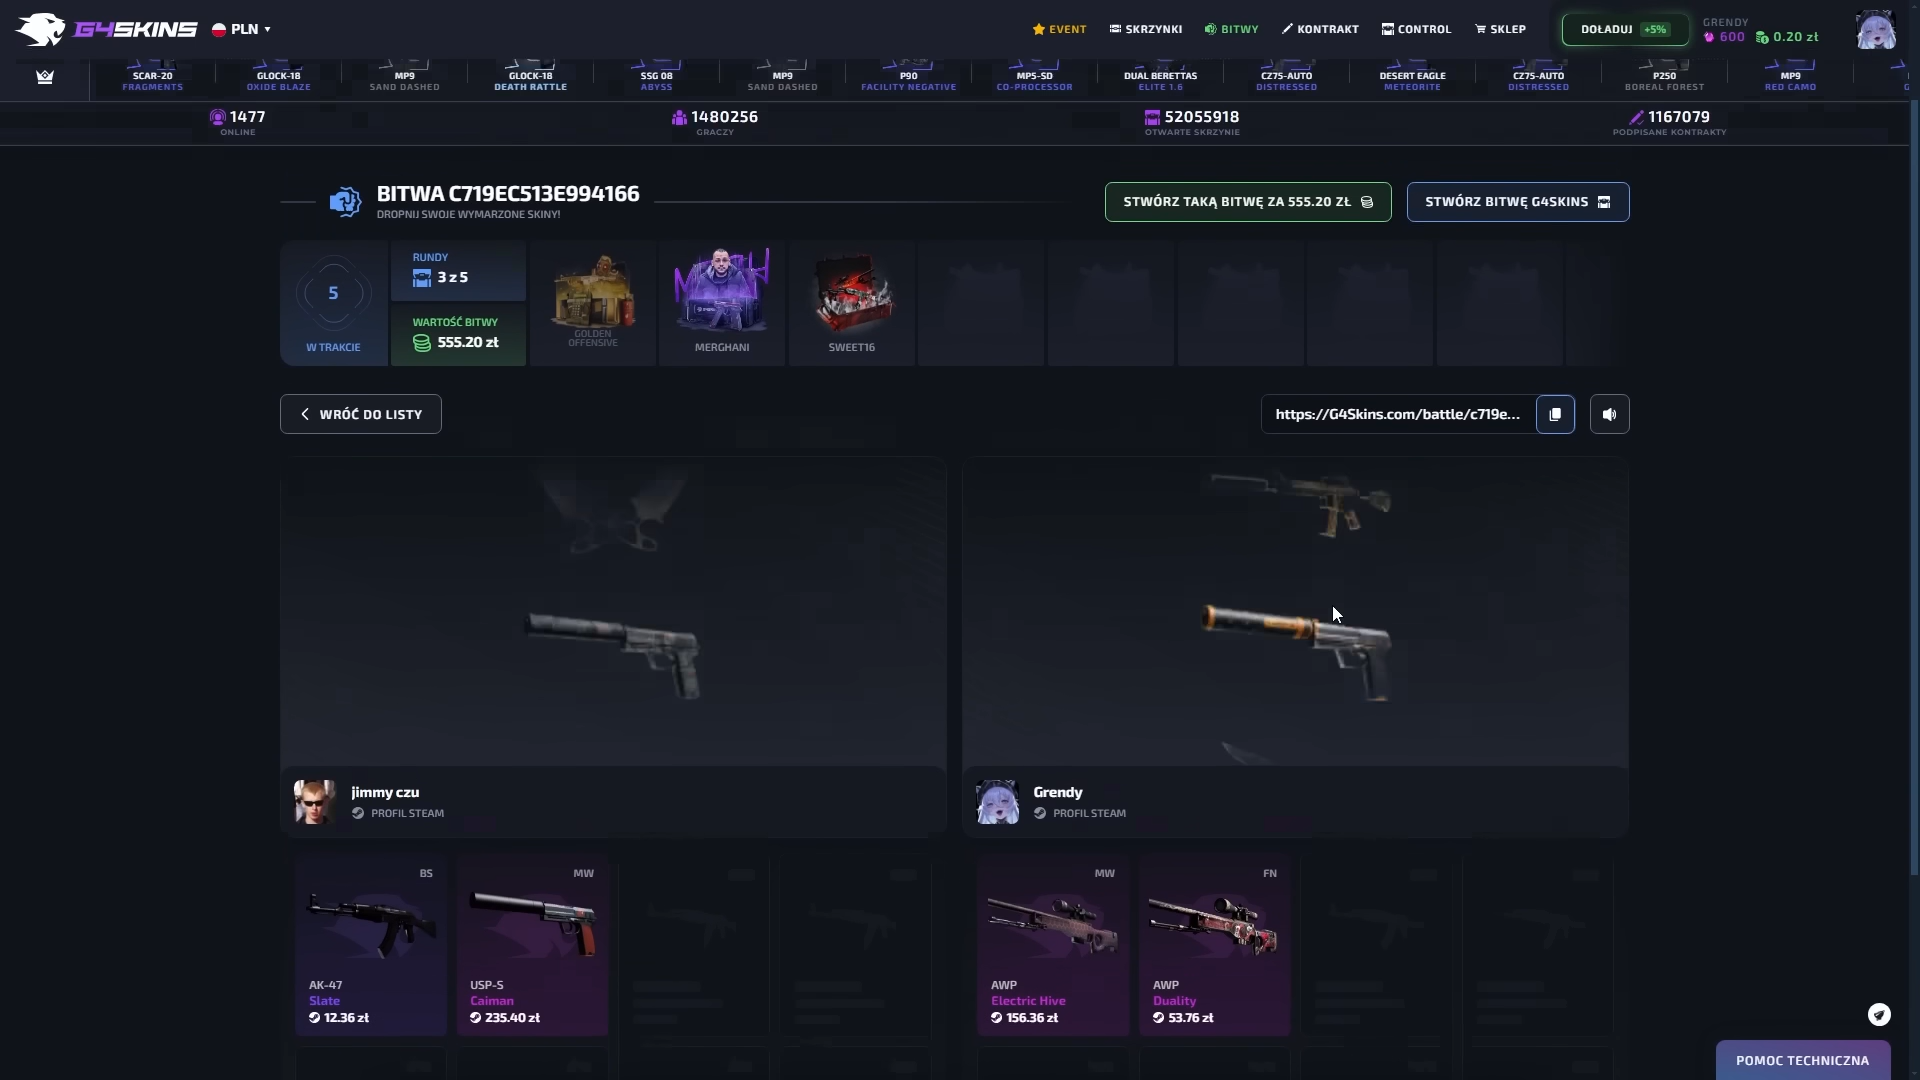 G4SKINS
PLN
EVENT
SKRZYNKI
BITWY
KONTRAKT
CONTROL
SKLEP
DOŁADUJ +5%
GRENDY
600 0.20 zł
SCAR-20
FRAGMENTS
GLOCK-18
OXIDE BLAZE
MP9
SAND DASHED
GLOCK-18
DEATH RATTLE
SSG 08
ABYSS
MP9
SAND DASHED
P90
FACILITY NEGATIVE
MP5-SD
CO-PROCESSOR
DUAL BERETTAS
ELITE 1.6
CZ75-AUTO
DISTRESSED
DESERT EAGLE
METEORITE
CZ75-AUTO
DISTRESSED
P250
BOREAL FOREST
MP9
RED CAMO
1477
ONLINE
1480256
GRACZY
52055918
OTWARTE SKRZYNIE
1167079
PODPISANE KONTRAKTY
BITWA C719EC513E994166
DROPNIJ SWOJE WYMARZONE SKINY!
STWÓRZ TAKĄ BITWĘ ZA 555.20 ZŁ
STWÓRZ BITWĘ G4SKINS
5
W TRAKCIE
RUNDY
3 z 5
WARTOŚĆ BITWY
555.20 zł
GOLDEN
OFFENSIVE
MERGHANI
SWEET16
WRÓĆ DO LISTY
https://G4Skins.com/battle/c719e...
jimmy czu
PROFIL STEAM
Grendy
PROFIL STEAM
BS
AK-47
Slate
12.36 zł
MW
USP-S
Caiman
235.40 zł
MW
AWP
Electric Hive
156.36 zł
FN
AWP
Duality
53.76 zł
POMOC TECHNICZNA